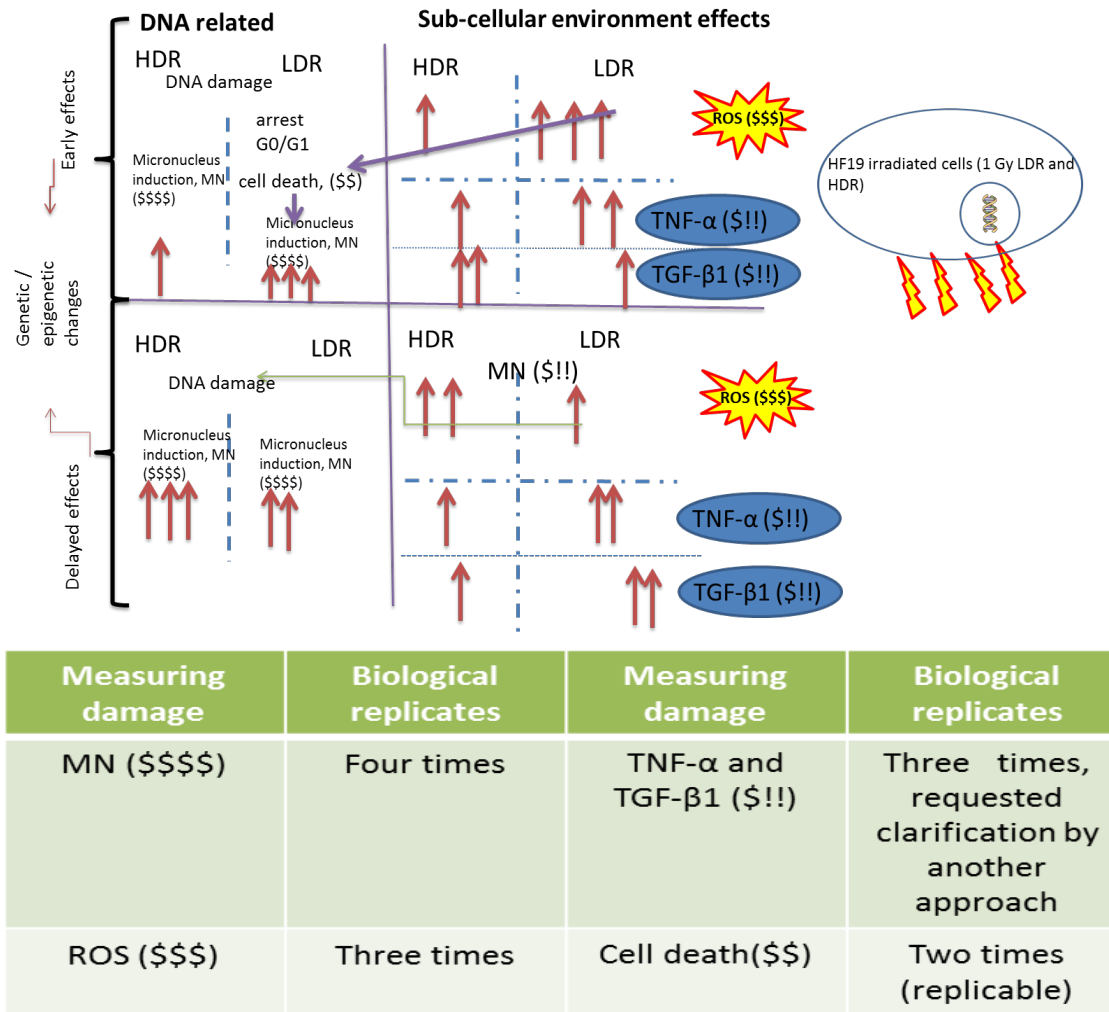 DNA related
Sub-cellular environment effects
HDR
LDR
DNA damage
arrest
G0/G1
cell death, ($$)
Micronucleus
induction, MN
($$$$)
Micronucleus
induction, MN
($$$$)
HDR
LDR
ROS ($$$)
TNF-α ($!!)
TGF-β1 ($!!)
HF19 irradiated cells (1 Gy LDR and
HDR)
Early effects
Genetic /
epigenetic
changes
Delayed effects
HDR
LDR
DNA damage
Micronucleus
induction, MN
($$$$)
Micronucleus
induction, MN
($$$$)
HDR
LDR
MN ($!!)
ROS ($$$)
TNF-α ($!!)
TGF-β1 ($!!)
Measuring
damage
Biological
replicates
Measuring
damage
Biological
replicates
MN ($$$$)
Four times
TNF-α and
TGF-β1 ($!!)
Three times,
requested
clarification by
another
approach
ROS ($$$)
Three times
Cell death($$)
Two times
(replicable)